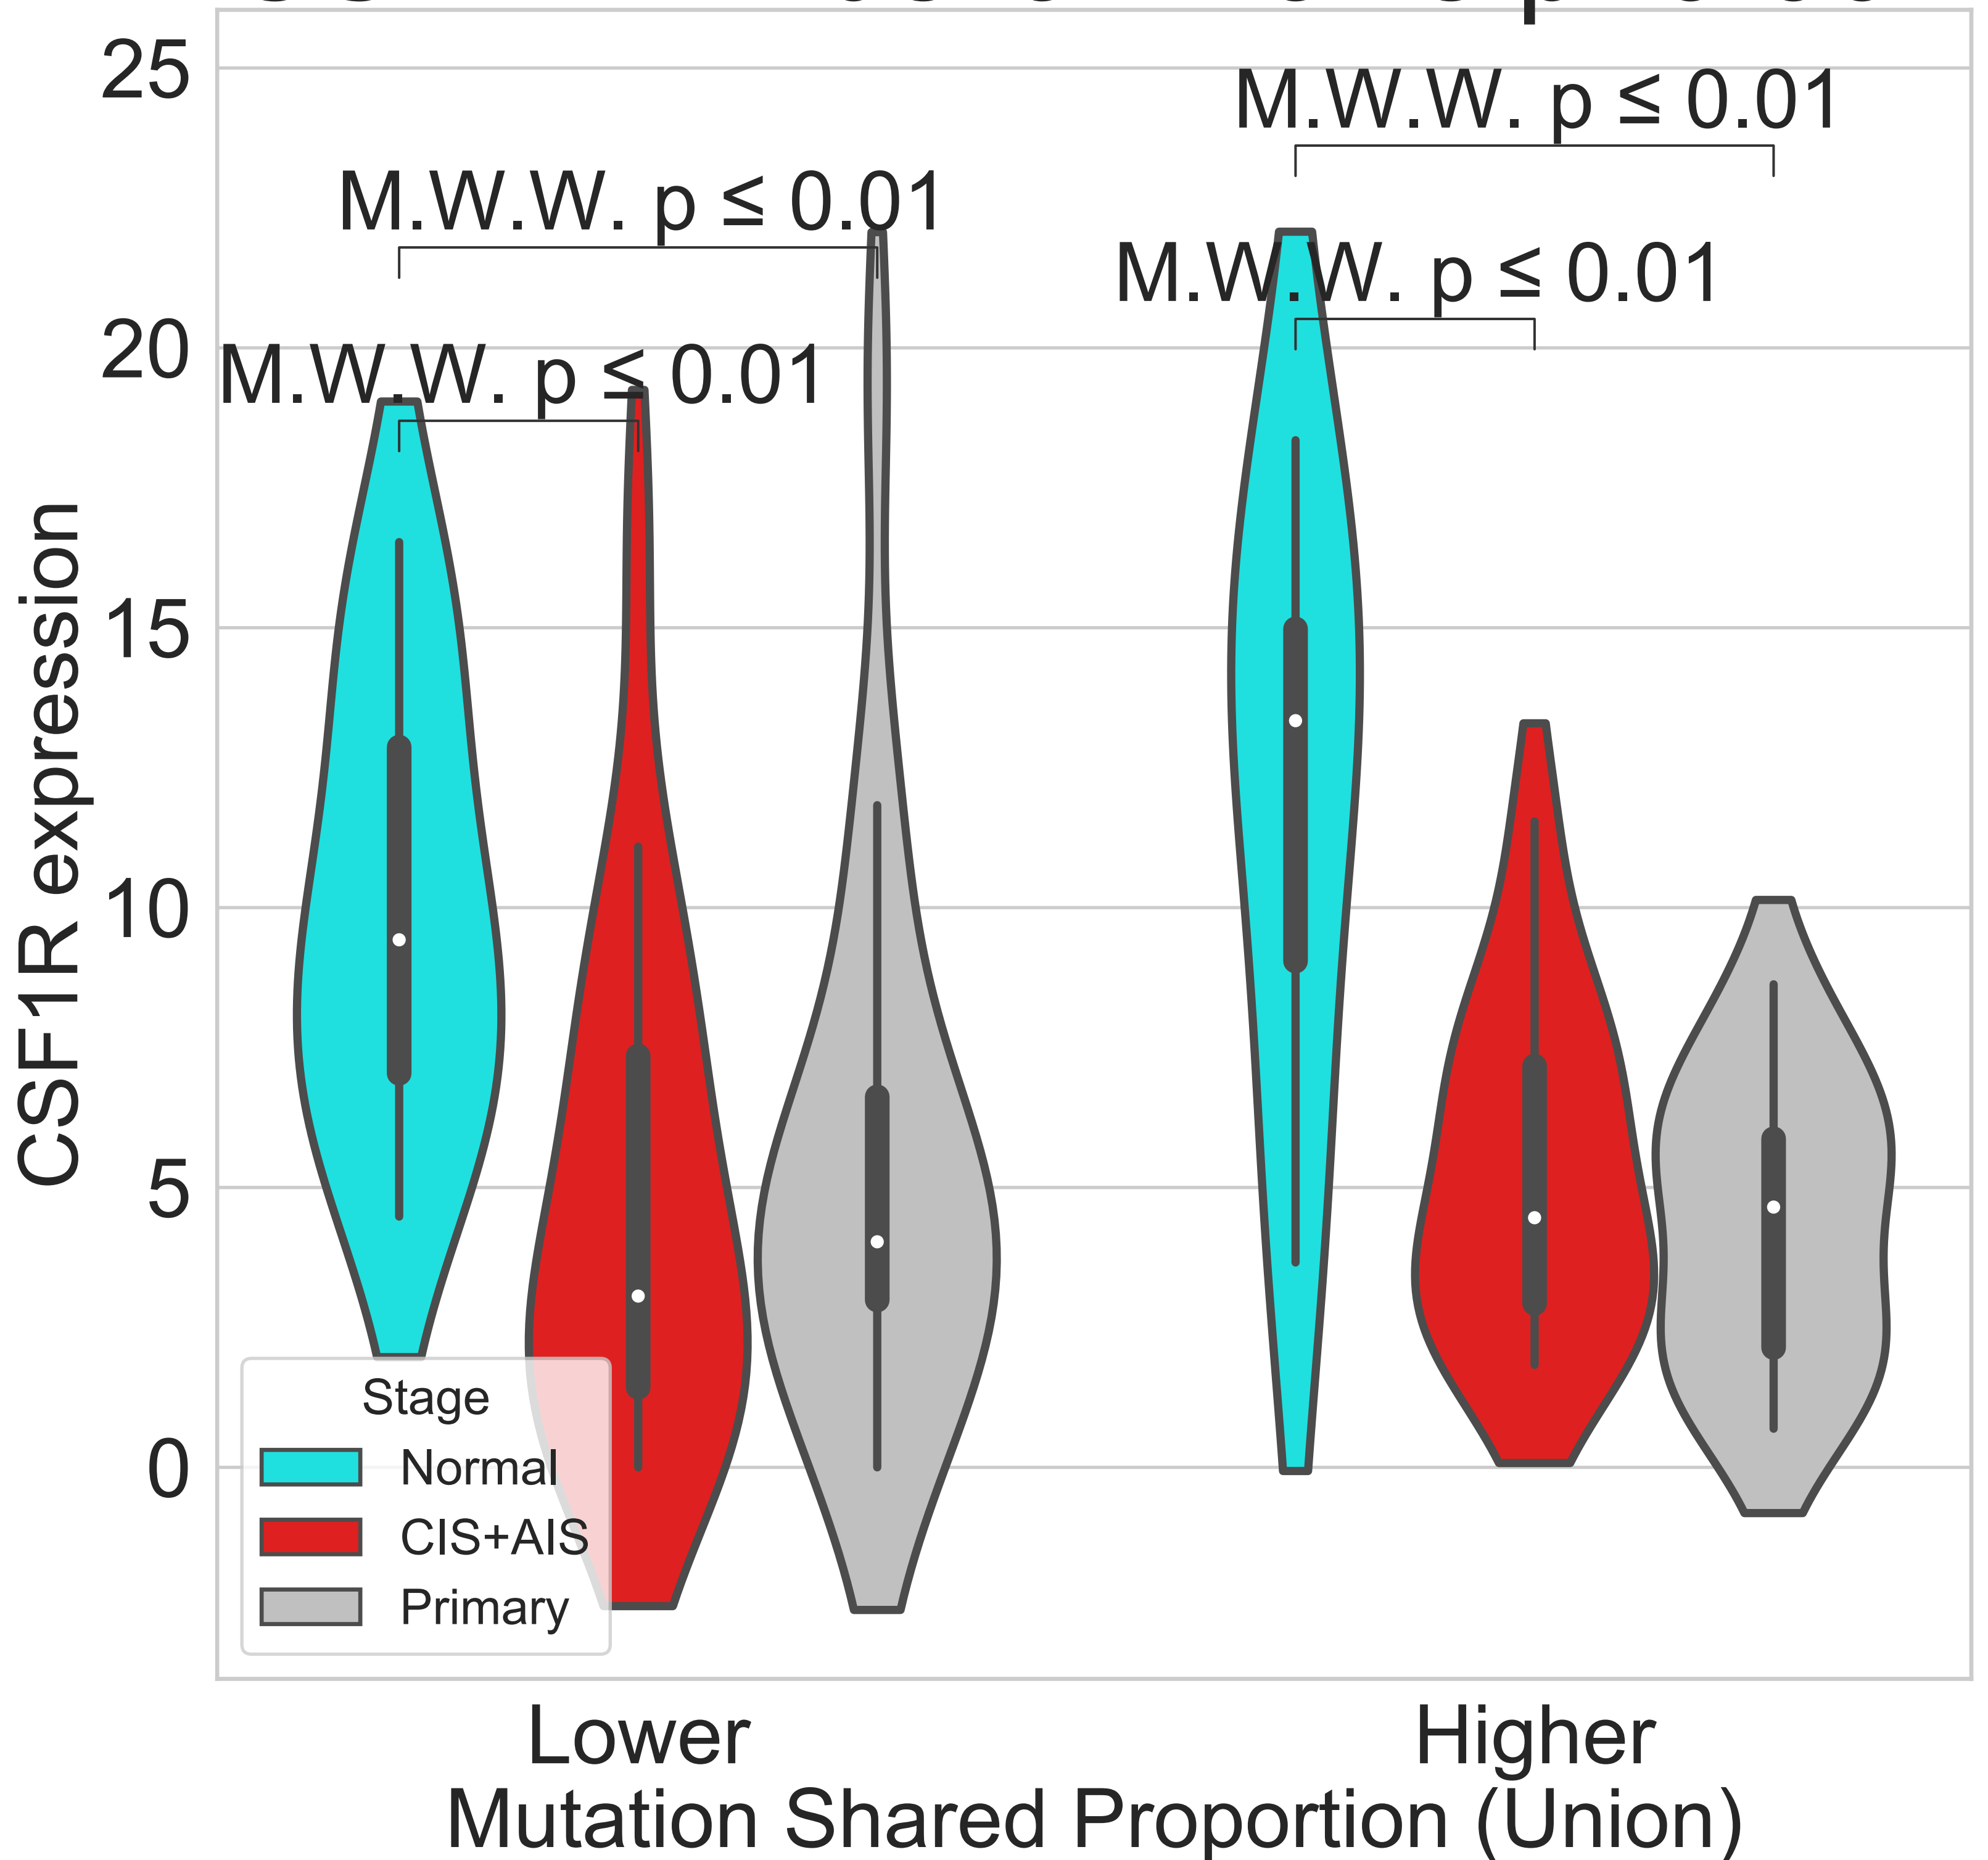 25
M.W.W. p ≤ 0.01
M.W.W. p ≤ 0.01
M.W.W. p ≤ 0.01
20
M.W.W. p ≤ 0.01
15
10
5
0
CSF1R expression
Stage
Normal
CIS+AIS
Primary
Lower
Higher
Mutation Shared Proportion (Union)